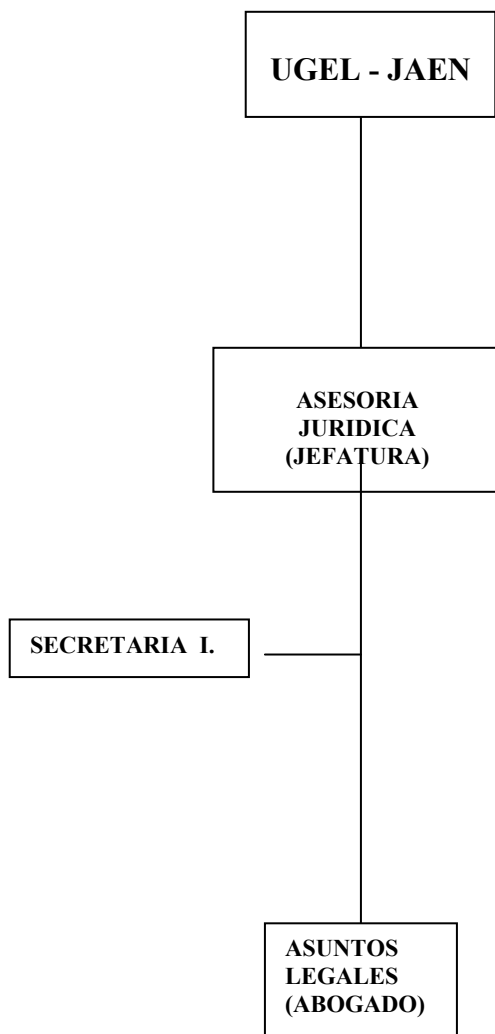 UGEL - JAEN
ASESORIA
JURIDICA
(JEFATURA)
SECRETARIA I.
ASUNTOS
LEGALES
(ABOGADO)